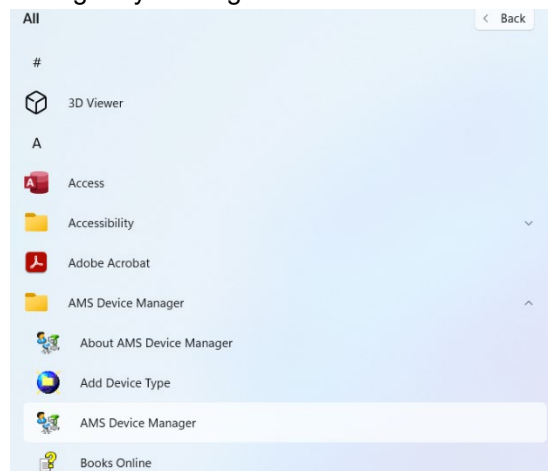 All
< Back
#
3D Viewer
A
Access
Accessibility
Adobe Acrobat
AMS Device Manager
About AMS Device Manager
Add Device Type
AMS Device Manager
Books Online